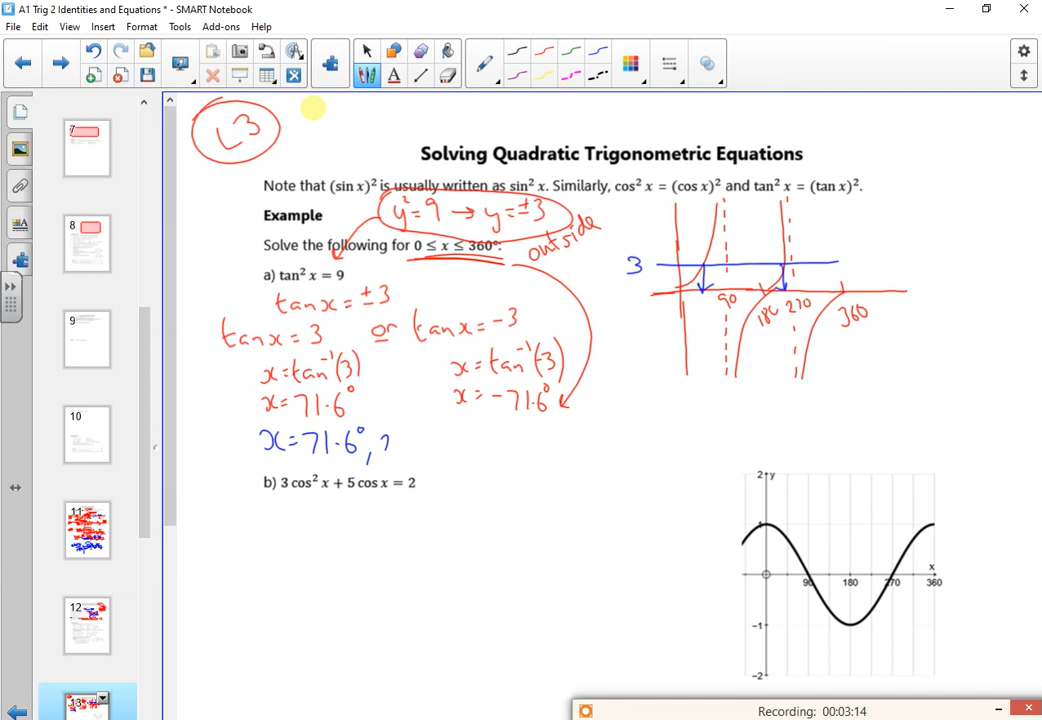 A1 Trig 2 Identities and Equations * - SMART Notebook
File Edit View Insert Format Tools Add-ons Help
L3
7
8
9
10
11
12
13
Solving Quadratic Trigonometric Equations
Note that (sin x)² is usually written as sin² x. Similarly, cos² x = (cos x)² and tan² x = (tan x)².
Example
y² = 9 → y = ±3
Solve the following for 0 ≤ x ≤ 360°:
outside
a) tan² x = 9
tan x = ±3
tan x = 3 or tan x = -3
x = tan⁻¹(3) x = tan⁻¹(-3)
x = 71.6° x = -71.6°
x = 71.6°,
3
90 180 270 360
b) 3 cos² x + 5 cos x = 2
2 y
x
90 180 270 360
-1
-2
Recording: 00:03:14